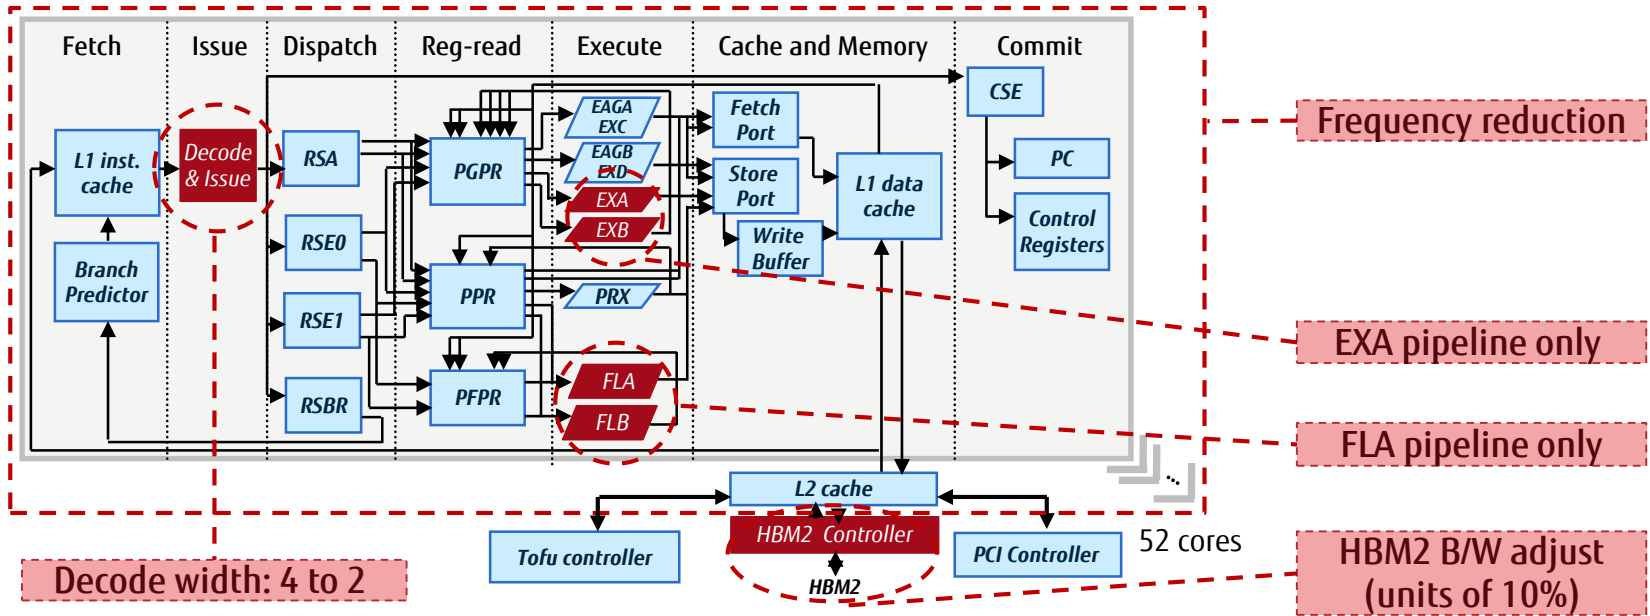 Fetch
Issue
Dispatch
Reg-read
Execute
Cache and Memory
Commit
L1 inst.
cache
Branch
Predictor
Decode
& Issue
RSA
RSE0
RSE1
RSBR
PGPR
PPR
PFPR
EAGA
EXC
EAGB
EXD
EXA
EXB
PRX
FLA
FLB
Fetch
Port
Store
Port
Write
Buffer
L1 data
cache
CSE
PC
Control
Registers
L2 cache
HBM2 Controller
HBM2
Tofu controller
PCI Controller
52 cores
...
Frequency reduction
EXA pipeline only
FLA pipeline only
HBM2 B/W adjust
(units of 10%)
Decode width: 4 to 2